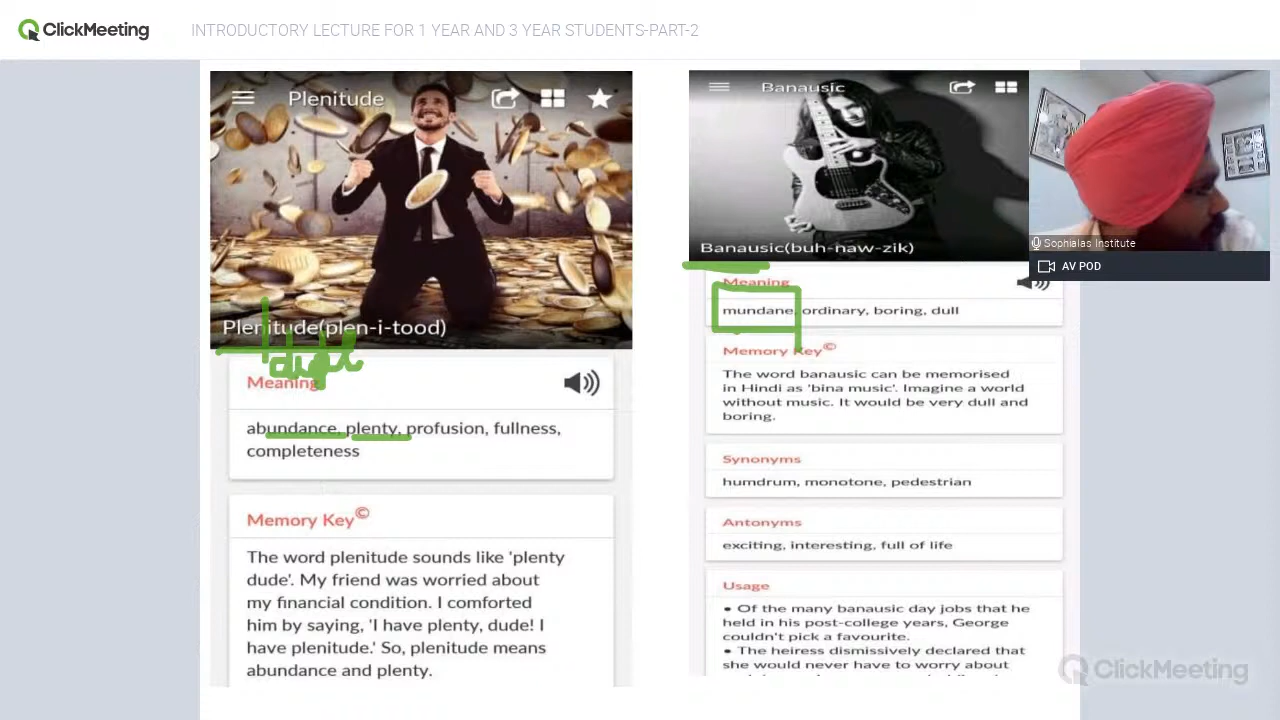 ClickMeeting
INTRODUCTORY LECTURE FOR 1 YEAR AND 3 YEAR STUDENTS-PART-2
Plenitude
Plenitude(plen-i-tood)
dude
Meaning
abundance, plenty, profusion, fullness,
completeness
Memory Key©
The word plenitude sounds like 'plenty
dude'. My friend was worried about
my financial condition. I comforted
him by saying, 'I have plenty, dude! I
have plenitude.' So, plenitude means
abundance and plenty.
Banausic
Banausic(buh-naw-zik)
Meaning
mundane, ordinary, boring, dull
Memory Key©
The word banausic can be memorised
in Hindi as 'bina music'. Imagine a world
without music. It would be very dull and
boring.
Synonyms
humdrum, monotone, pedestrian
Antonyms
exciting, interesting, full of life
Usage
• Of the many banausic day jobs that he
held in his post-college years, George
couldn't pick a favourite.
• The heiress dismissively declared that
she would never have to worry about
Sophialas Institute
AV POD
ClickMeeting